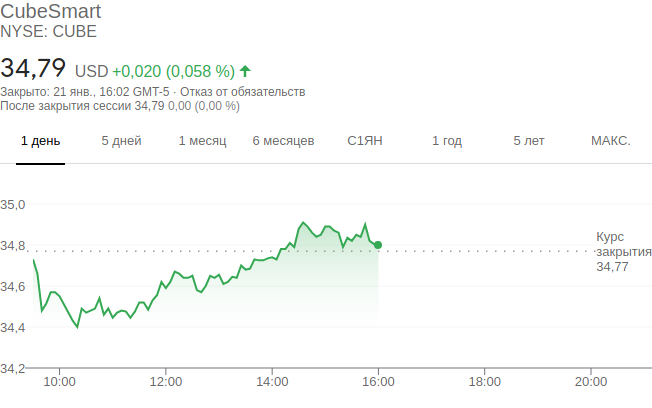 CubeSmart
NYSE: CUBE
34,79 USD +0,020 (0,058 %)
Закрыто: 21 янв., 16:02 GMT-5 · Отказ от обязательств
После закрытия сессии 34,79 0,00 (0,00 %)
1 день 5 дней 1 месяц 6 месяцев С1ЯН 1 год 5 лет МАКС.
35,0
34,8
34,6
34,4
34,2
Курс
закрытия
34,77
10:00 12:00 14:00 16:00 18:00 20:00